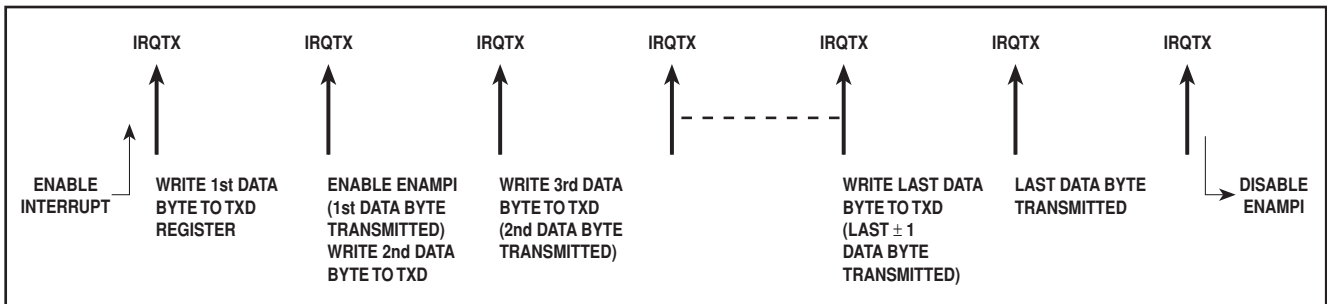 IRQTX IRQTX IRQTX IRQTX IRQTX IRQTX IRQTX
ENABLE
INTERRUPT
WRITE 1st DATA
BYTE TO TXD
REGISTER
ENABLE ENAMPI
(1st DATA BYTE
TRANSMITTED)
WRITE 2nd DATA
BYTE TO TXD
WRITE 3rd DATA
BYTE TO TXD
(2nd DATA BYTE
TRANSMITTED)
WRITE LAST DATA
BYTE TO TXD
(LAST ± 1
DATA BYTE
TRANSMITTED)
LAST DATA BYTE
TRANSMITTED
DISABLE
ENAMPI